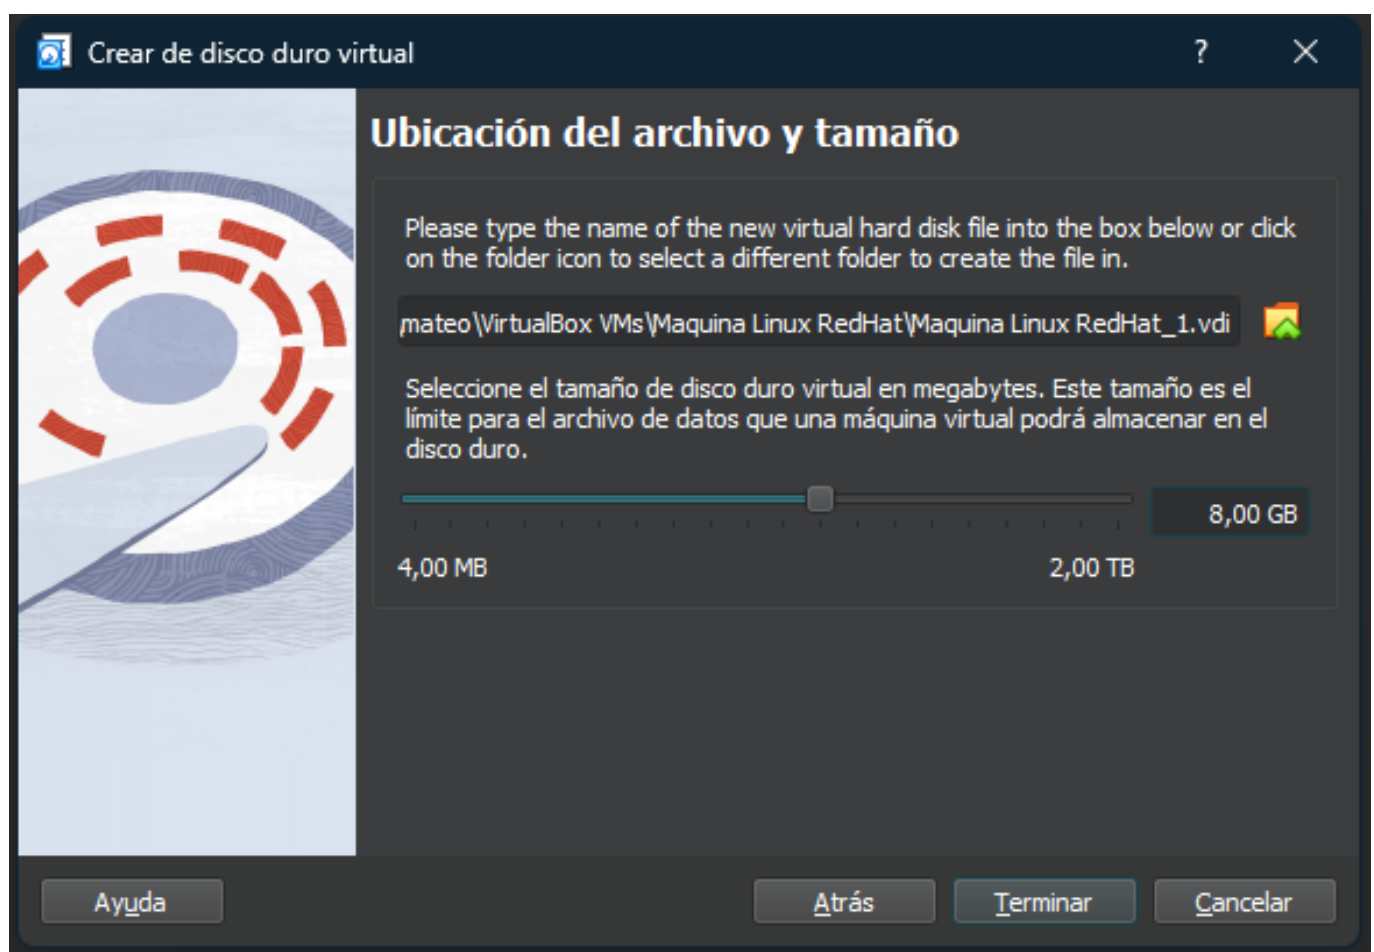 Crear de disco duro virtual
?
Ubicación del archivo y tamaño
Please type the name of the new virtual hard disk file into the box below or click
on the folder icon to select a different folder to create the file in.
mateo\VirtualBox VMs\Maquina Linux RedHat\Maquina Linux RedHat_1.vdi
Seleccione el tamaño de disco duro virtual en megabytes. Este tamaño es el
límite para el archivo de datos que una máquina virtual podrá almacenar en el
disco duro.
8,00 GB
4,00 MB
2,00 TB
Ayuda
Atrás
Terminar
Cancelar